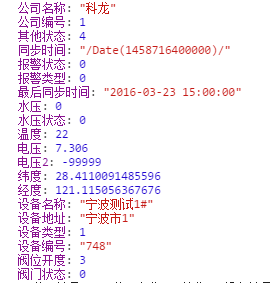 公司名称: "科龙"
公司编号: 1
其他状态: 4
同步时间: "/Date(1458716400000)/"
报警状态: 0
报警类型: 0
最后同步时间: "2016-03-23 15:00:00"
水压: 0
水压状态: 0
温度: 22
电压: 7.306
电压2: -99999
纬度: 28.4110091485596
经度: 121.115056367676
设备名称: "宁波测试1#"
设备地址: "宁波市1"
设备类型: 1
设备编号: "748"
阀位开度: 3
阀门状态: 0